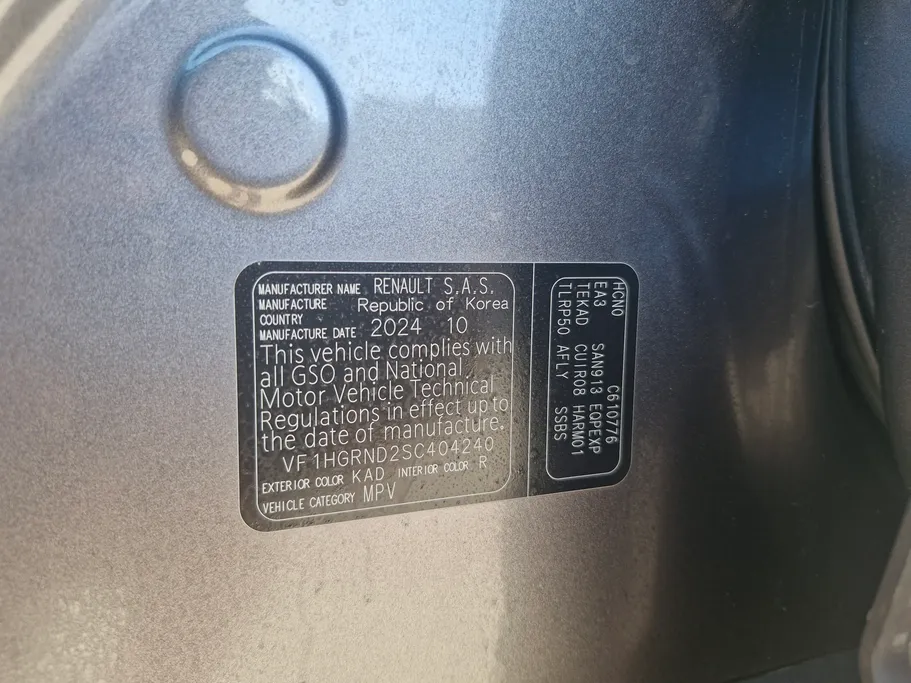 MANUFACTURER NAME RENAULT S.A.S.
MANUFACTURE COUNTRY Republic of Korea
MANUFACTURE DATE 2024 10
This vehicle complies with
all GSO and National
Motor Vehicle Technical
Regulations in effect up to
the date of manufacture.
VF1HGRND2SC404240
EXTERIOR COLOR KAD INTERIOR COLOR R
VEHICLE CATEGORY MPV
HCNO C610776
EA3 SAN913 EQPEXP
TEKAD CUIR08 HARM01
TLRP50 AFLY SSBS